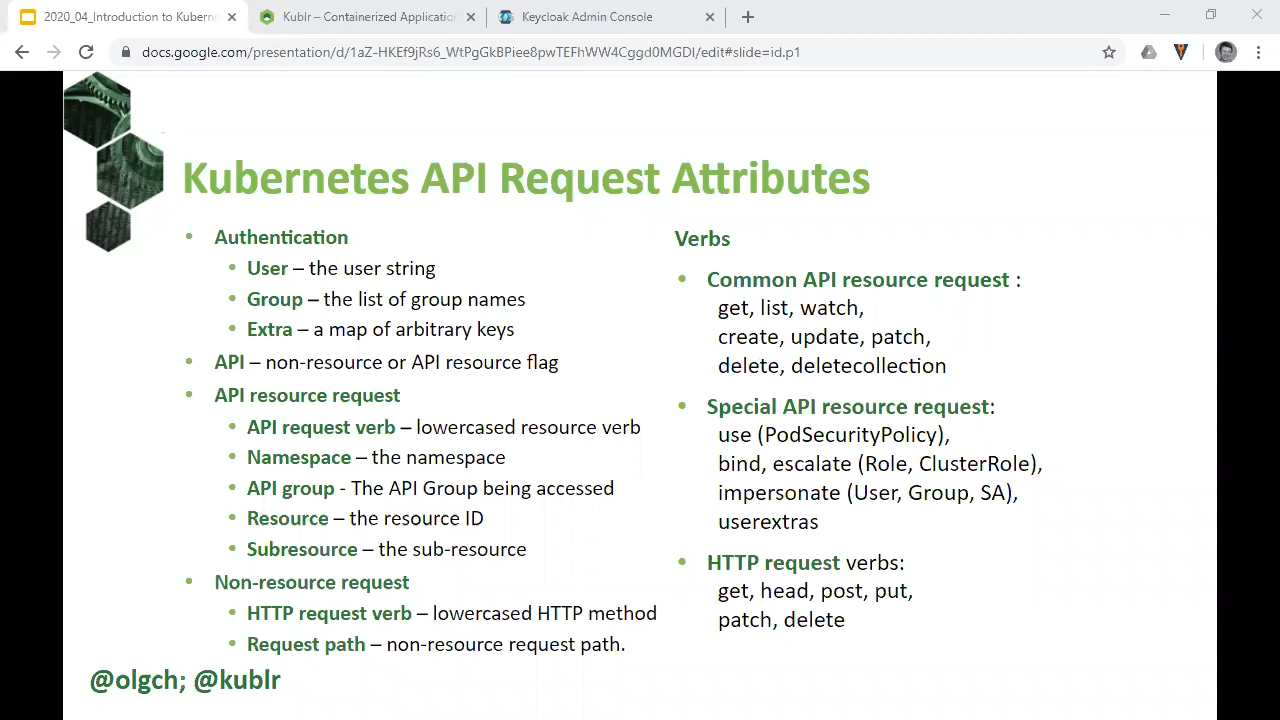 2020_04_Introduction to Kuberne
Kublr – Containerized Application
Keycloak Admin Console
docs.google.com/presentation/d/1aZ-HKEf9jRs6_WtPqGkBPiee8pwTEFhWW4Cggd0MGDI/edit#slide=id.p1
Kubernetes API Request Attributes
• Authentication
• User – the user string
• Group – the list of group names
• Extra – a map of arbitrary keys
• API – non-resource or API resource flag
• API resource request
• API request verb – lowercased resource verb
• Namespace – the namespace
• API group - The API Group being accessed
• Resource – the resource ID
• Subresource – the sub-resource
• Non-resource request
• HTTP request verb – lowercased HTTP method
• Request path – non-resource request path.
Verbs
• Common API resource request :
get, list, watch,
create, update, patch,
delete, deletecollection
• Special API resource request:
use (PodSecurityPolicy),
bind, escalate (Role, ClusterRole),
impersonate (User, Group, SA),
userextras
• HTTP request verbs:
get, head, post, put,
patch, delete
@olgch; @kublr